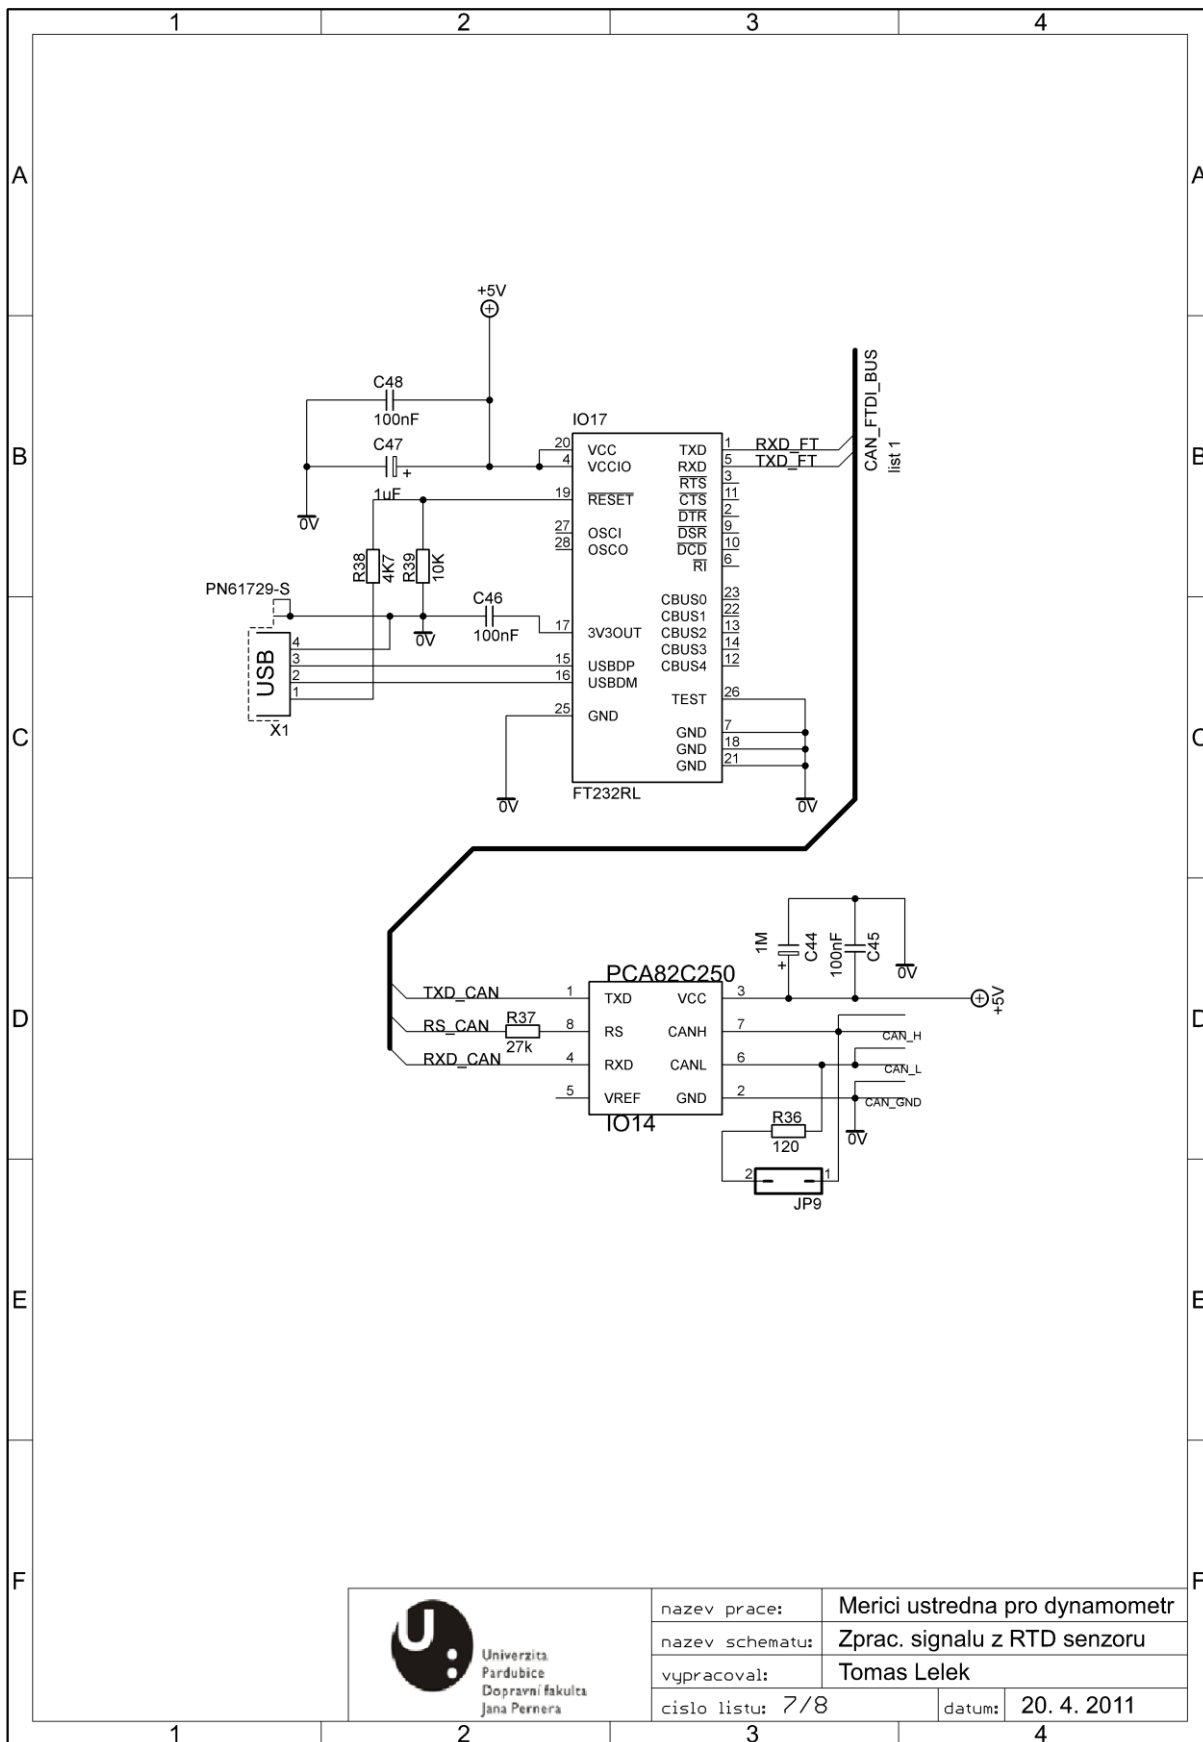 1 2 3 4
A A
+5V
C48
100nF
C47
+
1uF
0V
B B
IO17
20 VCC TXD 1 RXD_FT
4 VCCIO RXD 5 TXD_FT
RTS 3
19 RESET CTS 11
DTR 2
27 OSCI DSR 9
28 OSCO DCD 10
RI 6
CAN_FTDI_BUS
list 1
R38
4K7
R39
10K
PN61729-S
C46
100nF
0V
CBUS0 23
CBUS1 22
17 3V3OUT CBUS2 13
CBUS3 14
15 USBDP CBUS4 12
16 USBDM
TEST 26
25 GND
GND 7
GND 18
GND 21
USB
4
3
2
1
X1
C C
FT232RL
0V 0V
1M
+
C44
100nF
C45
0V
PCA82C250
TXD_CAN 1 TXD VCC 3
+5V
D D
RS_CAN R37 8 RS CANH 7
27k
CAN_H
RXD_CAN 4 RXD CANL 6
CAN_L
5 VREF GND 2
CAN_GND
IO14
R36
120
0V
2 1
JP9
E E
F F
U
Univerzita
Pardubice
Dopravní fakulta
Jana Pernera
nazev prace: Merici ustredna pro dynamometr
nazev schematu: Zprac. signalu z RTD senzoru
vypracoval: Tomas Lelek
cislo listu: 7/8 datum: 20. 4. 2011
1 2 3 4